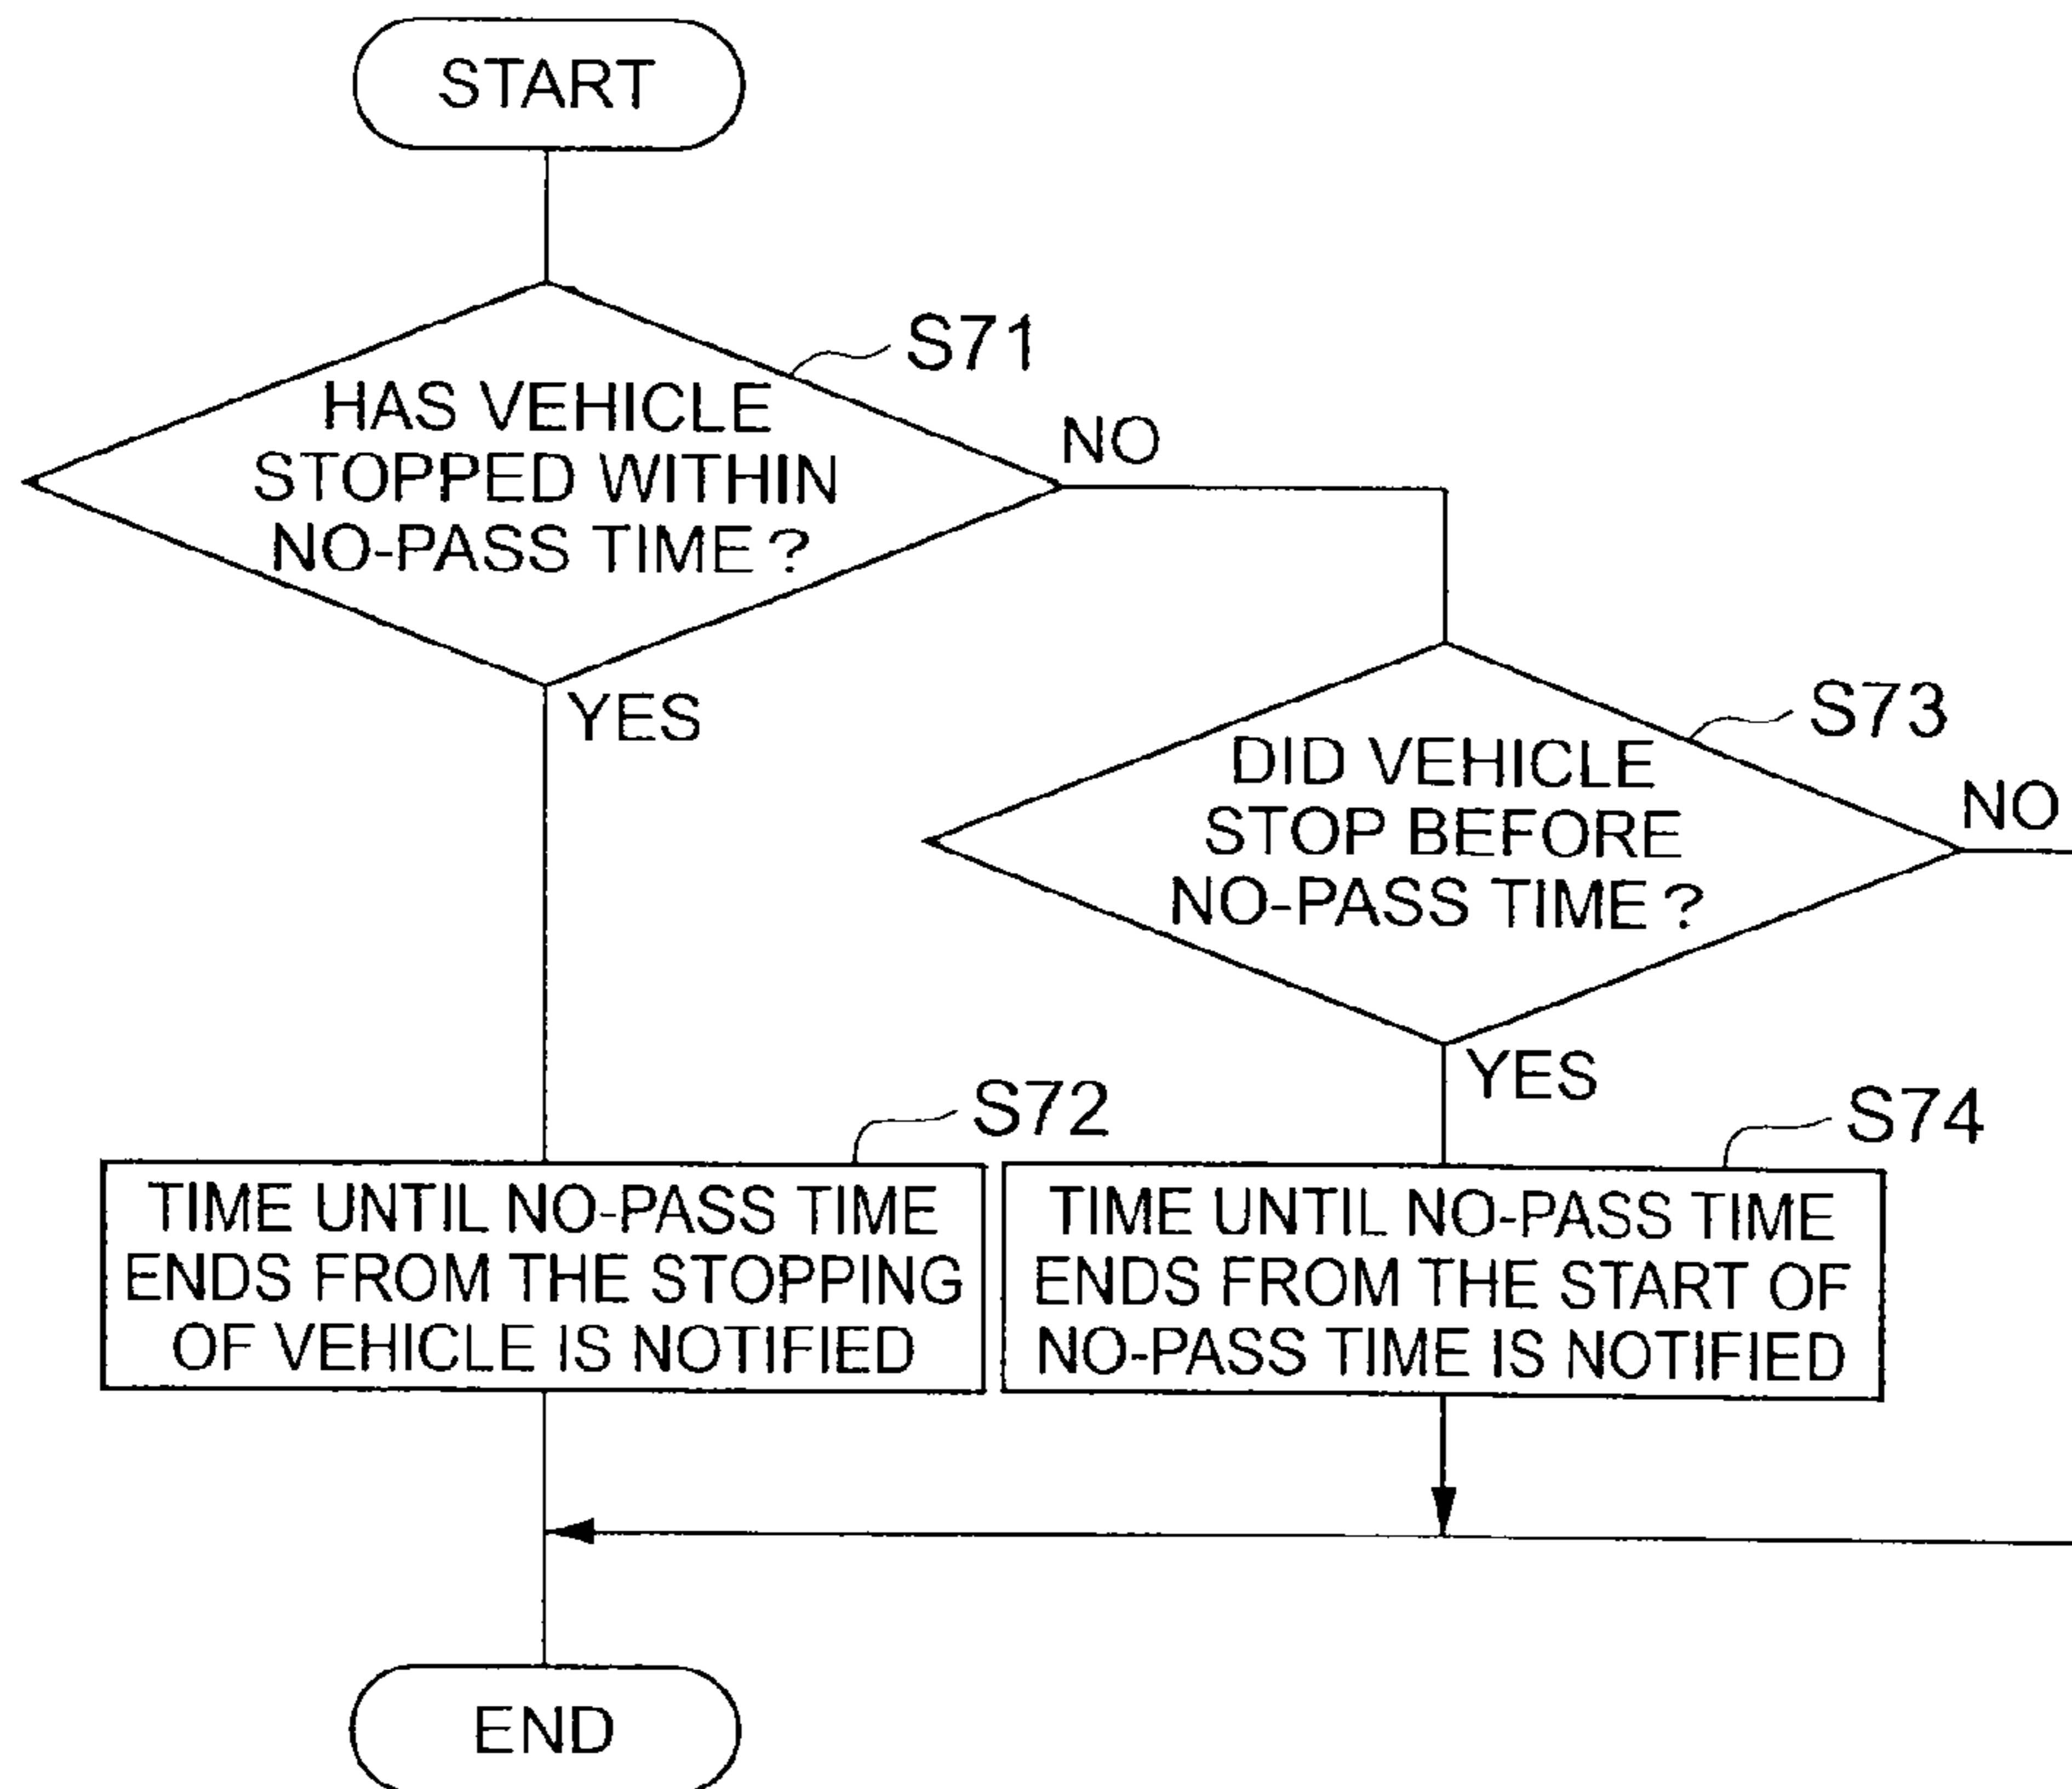 START
S71
HAS VEHICLE
STOPPED WITHIN
NO-PASS TIME?
NO
YES
S73
DID VEHICLE
STOP BEFORE
NO-PASS TIME?
NO
YES
S72
TIME UNTIL NO-PASS TIME
ENDS FROM THE STOPPING
OF VEHICLE IS NOTIFIED
S74
TIME UNTIL NO-PASS TIME
ENDS FROM THE START OF
NO-PASS TIME IS NOTIFIED
END